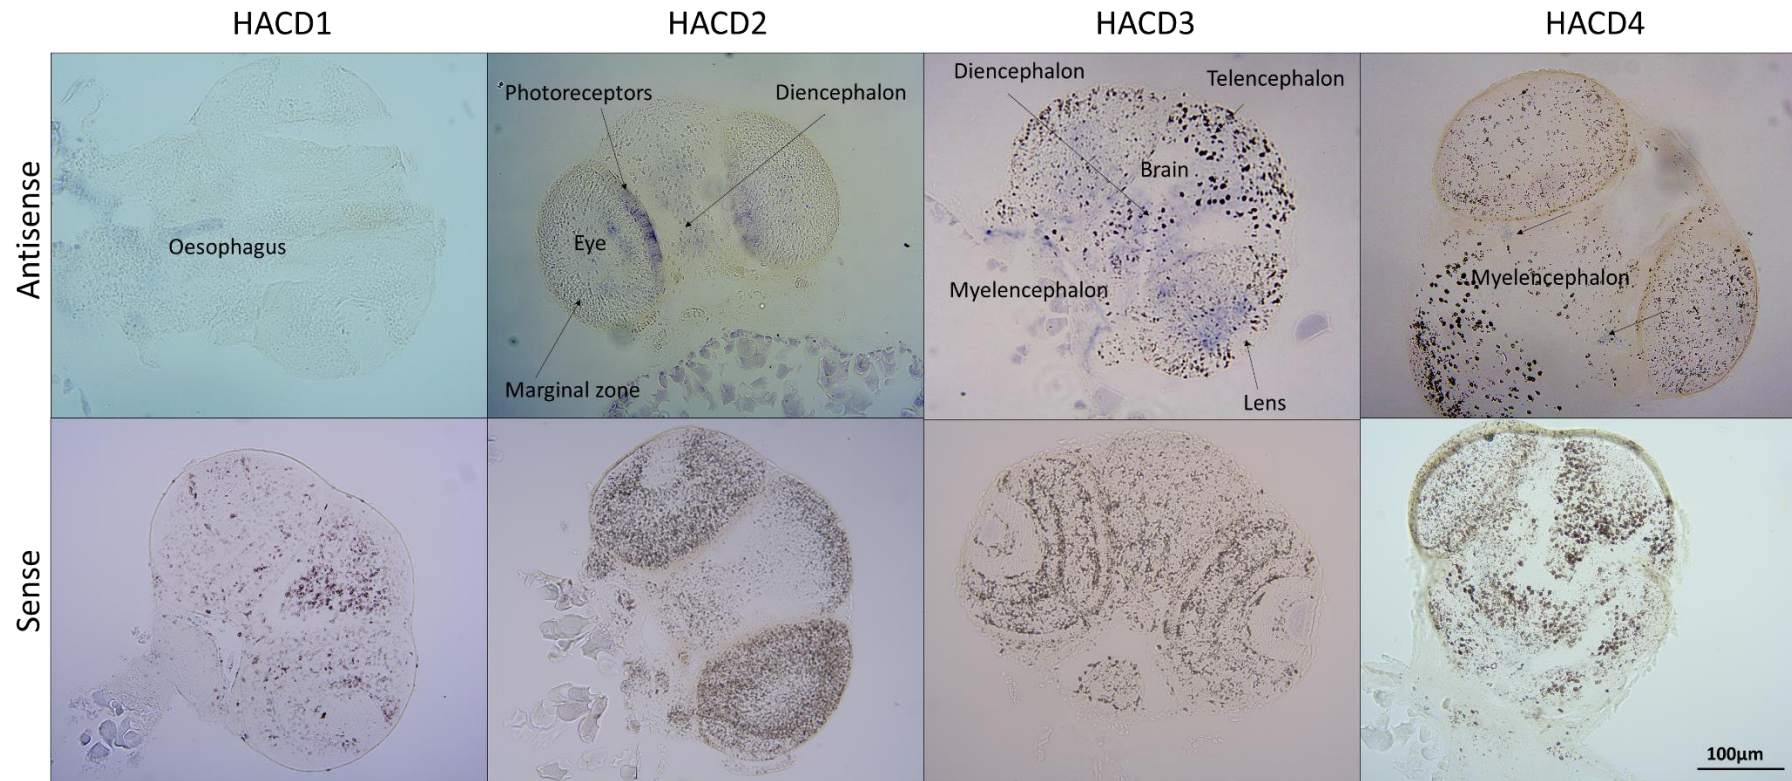 HACD1
HACD2
HACD3
HACD4
Antisense
Oesophagus
Photoreceptors
Diencephalon
Eye
Marginal zone
Diencephalon
Telencephalon
Brain
Myelencephalon
Lens
Myelencephalon
Sense
100µm